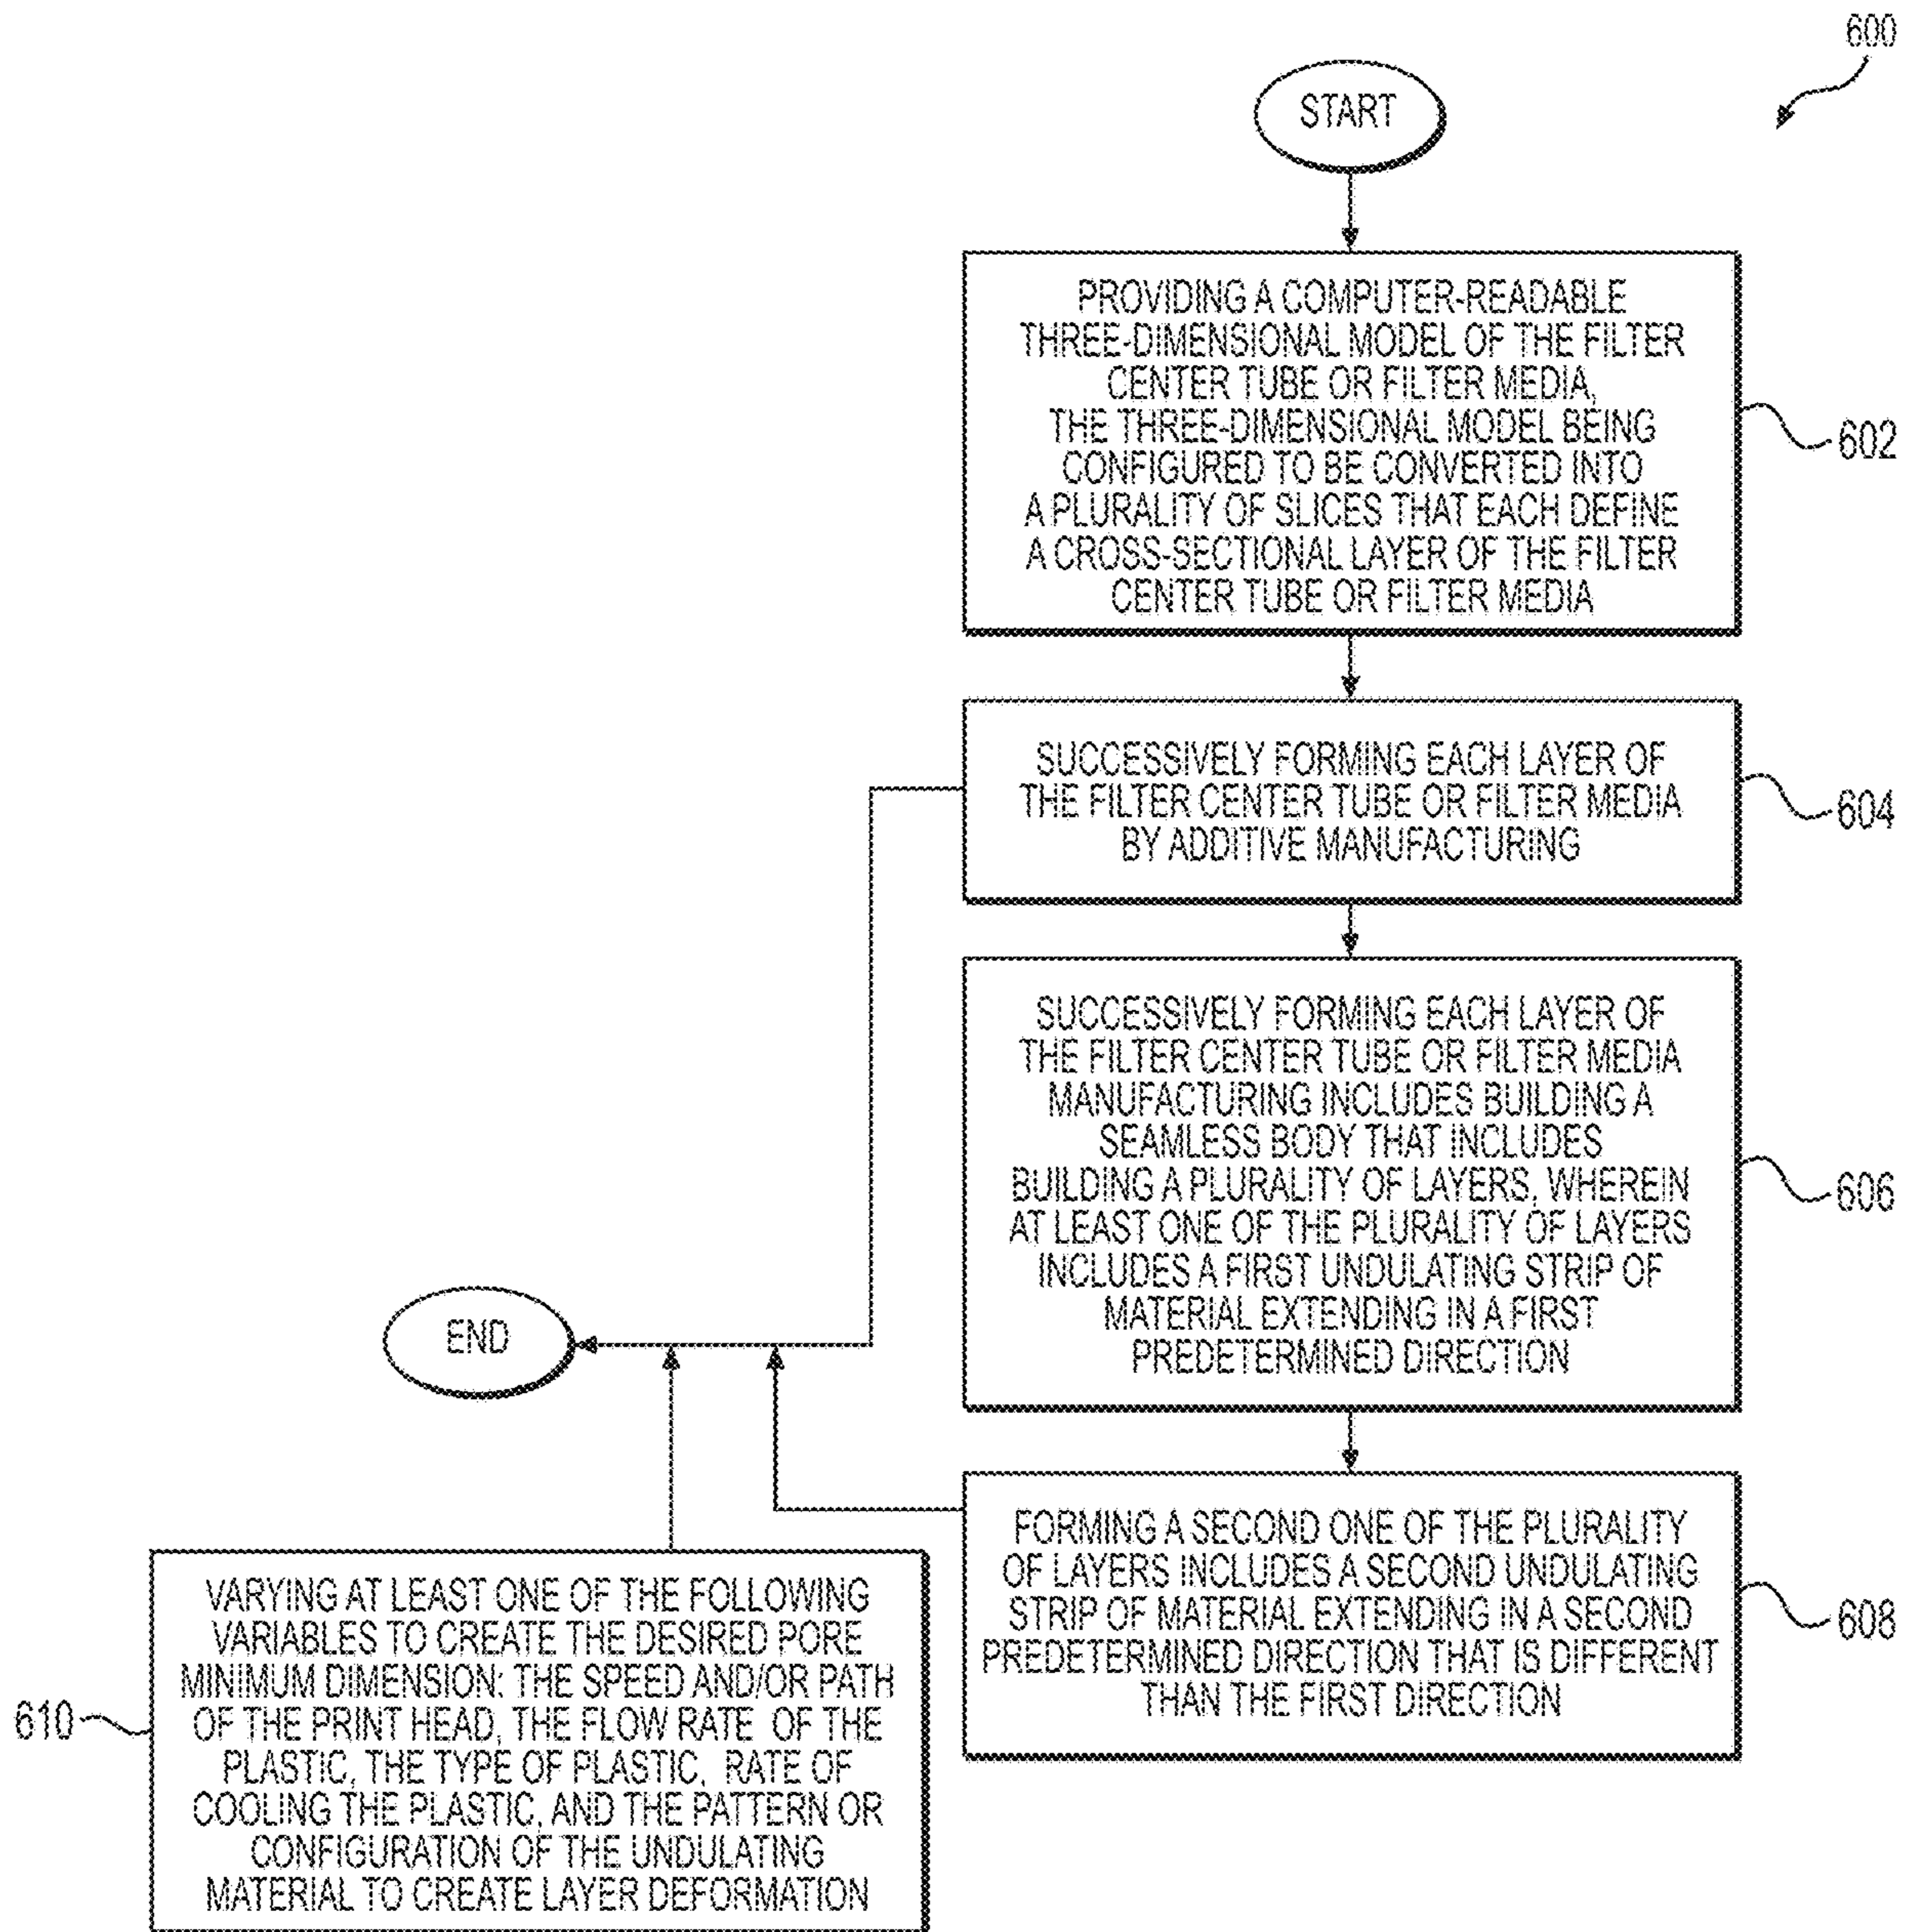 600
START
PROVIDING A COMPUTER-READABLE
THREE-DIMENSIONAL MODEL OF THE FILTER
CENTER TUBE OR FILTER MEDIA,
THE THREE-DIMENSIONAL MODEL BEING
CONFIGURED TO BE CONVERTED INTO
A PLURALITY OF SLICES THAT EACH DEFINE
A CROSS-SECTIONAL LAYER OF THE FILTER
CENTER TUBE OR FILTER MEDIA
602
SUCCESSIVELY FORMING EACH LAYER OF
THE FILTER CENTER TUBE OR FILTER MEDIA
BY ADDITIVE MANUFACTURING
604
SUCCESSIVELY FORMING EACH LAYER OF
THE FILTER CENTER TUBE OR FILTER MEDIA
MANUFACTURING INCLUDES BUILDING A
SEAMLESS BODY THAT INCLUDES
BUILDING A PLURALITY OF LAYERS, WHEREIN
AT LEAST ONE OF THE PLURALITY OF LAYERS
INCLUDES A FIRST UNDULATING STRIP OF
MATERIAL EXTENDING IN A FIRST
PREDETERMINED DIRECTION
606
END
FORMING A SECOND ONE OF THE PLURALITY
OF LAYERS INCLUDES A SECOND UNDULATING
STRIP OF MATERIAL EXTENDING IN A SECOND
PREDETERMINED DIRECTION THAT IS DIFFERENT
THAN THE FIRST DIRECTION
608
VARYING AT LEAST ONE OF THE FOLLOWING
VARIABLES TO CREATE THE DESIRED PORE
MINIMUM DIMENSION: THE SPEED AND/OR PATH
OF THE PRINT HEAD, THE FLOW RATE OF THE
PLASTIC, THE TYPE OF PLASTIC, RATE OF
COOLING THE PLASTIC, AND THE PATTERN OR
CONFIGURATION OF THE UNDULATING
MATERIAL TO CREATE LAYER DEFORMATION
610